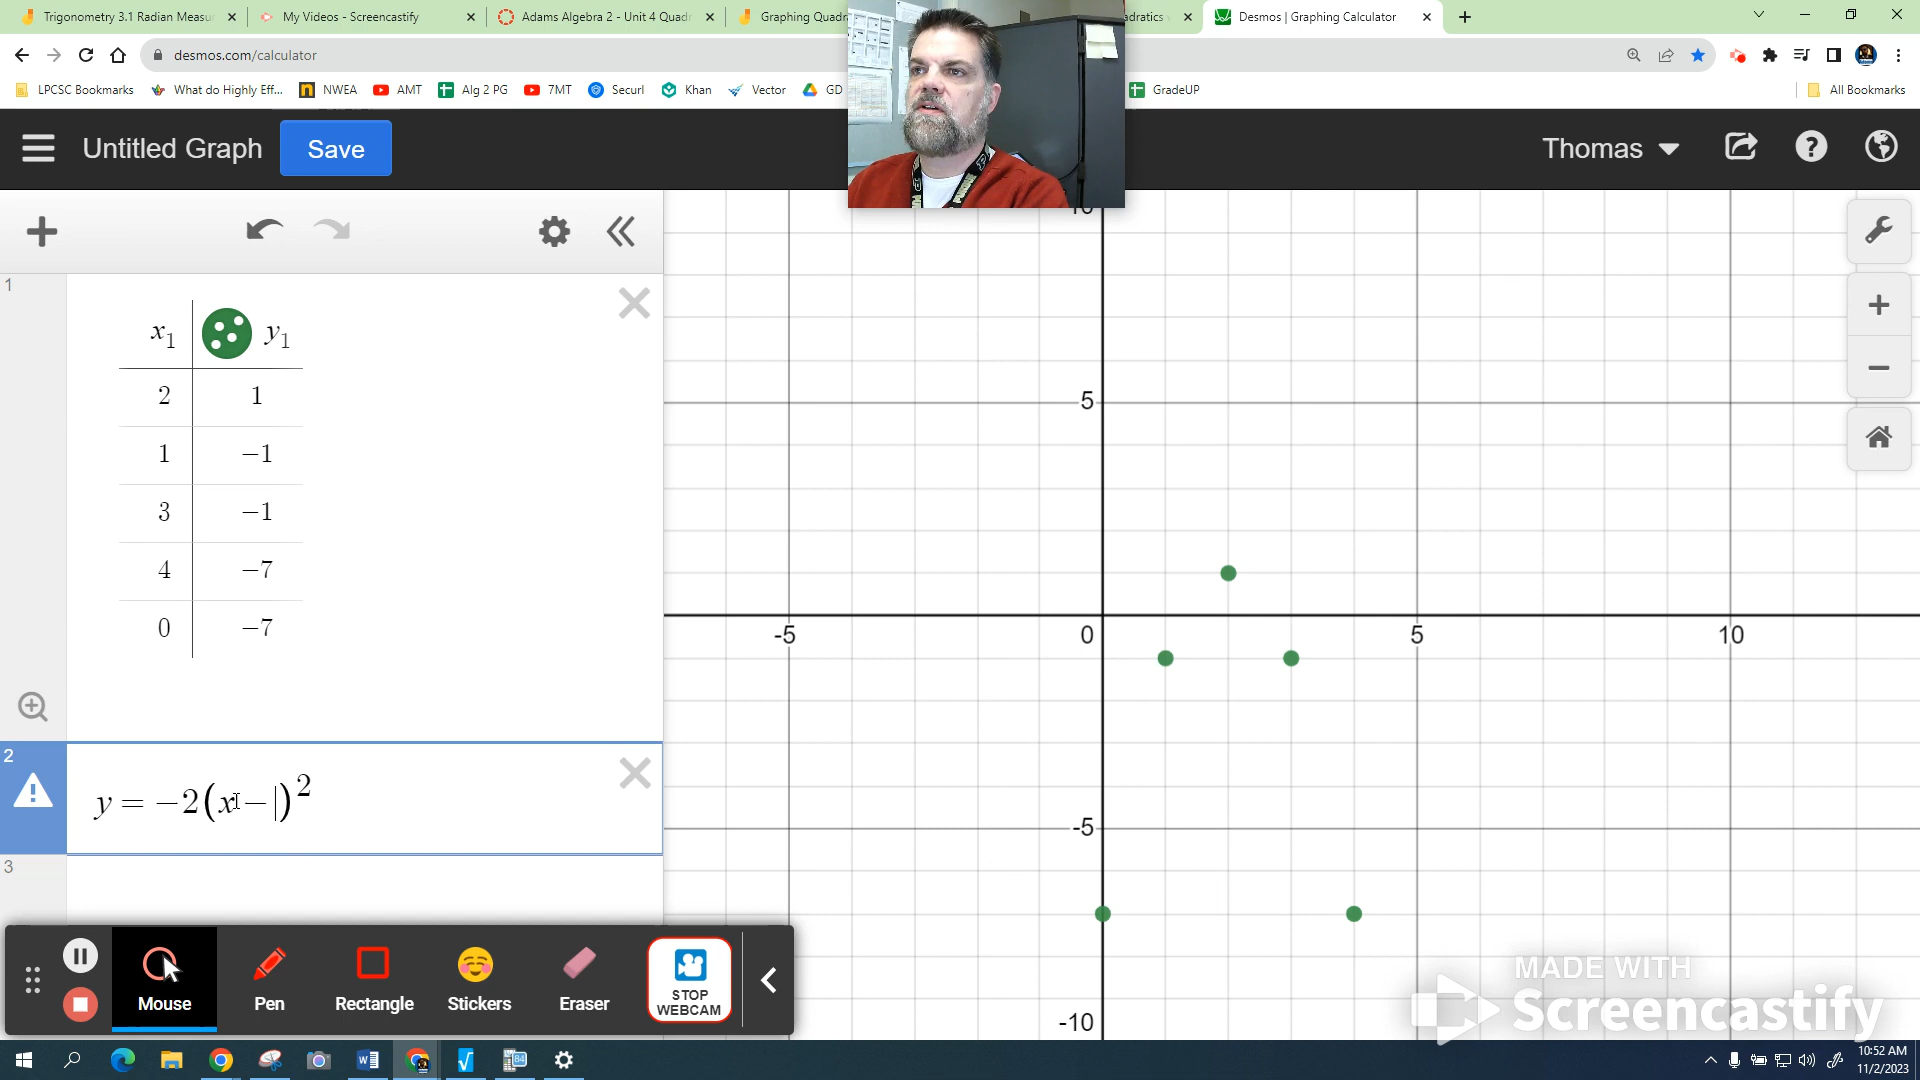 Trigonometry 3.1 Radian Measu
My Videos - Screencastify
Adams Algebra 2 - Unit 4 Quadr
Graphing Quadr
adratics
Desmos | Graphing Calculator
desmos.com/calculator
LPCSC Bookmarks
What do Highly Eff...
NWEA
AMT
Alg 2 PG
7MT
Securl
Khan
Vector
GD
GradeUP
All Bookmarks
Untitled Graph
Save
Thomas
1
x₁ y₁
2 1
1 −1
3 −1
4 −7
0 −7
2
y = −2(x−)²
3
5
-5
0
5
10
-5
-10
Mouse
Pen
Rectangle
Stickers
Eraser
STOP
WEBCAM
MADE WITH
Screencastify
10:52 AM
11/2/2023